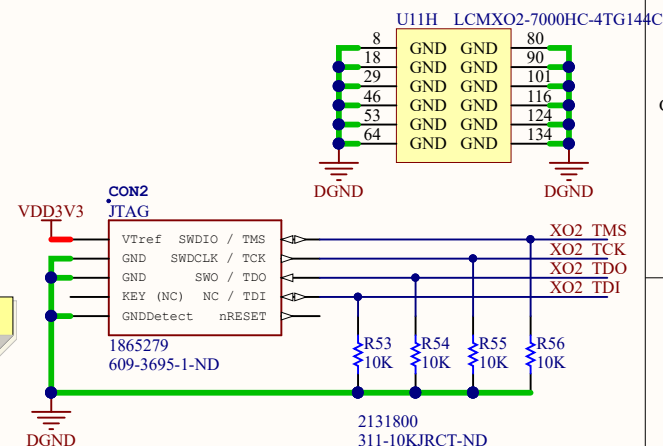 U11H LCMXO2-7000HC-4TG144C
8 GND GND 80
18 GND GND 90
29 GND GND 101
46 GND GND 116
53 GND GND 124
64 GND GND 134
DGND DGND
CON2
VDD3V3 JTAG
VTref SWDIO / TMS XO2_TMS
GND SWDCLK / TCK XO2_TCK
GND SWO / TDO XO2_TDO
KEY (NC) NC / TDI XO2_TDI
GNDDetect nRESET
1865279 R53 R54 R55 R56
609-3695-1-ND 10K 10K 10K 10K
2131800
DGND 311-10KJRCT-ND